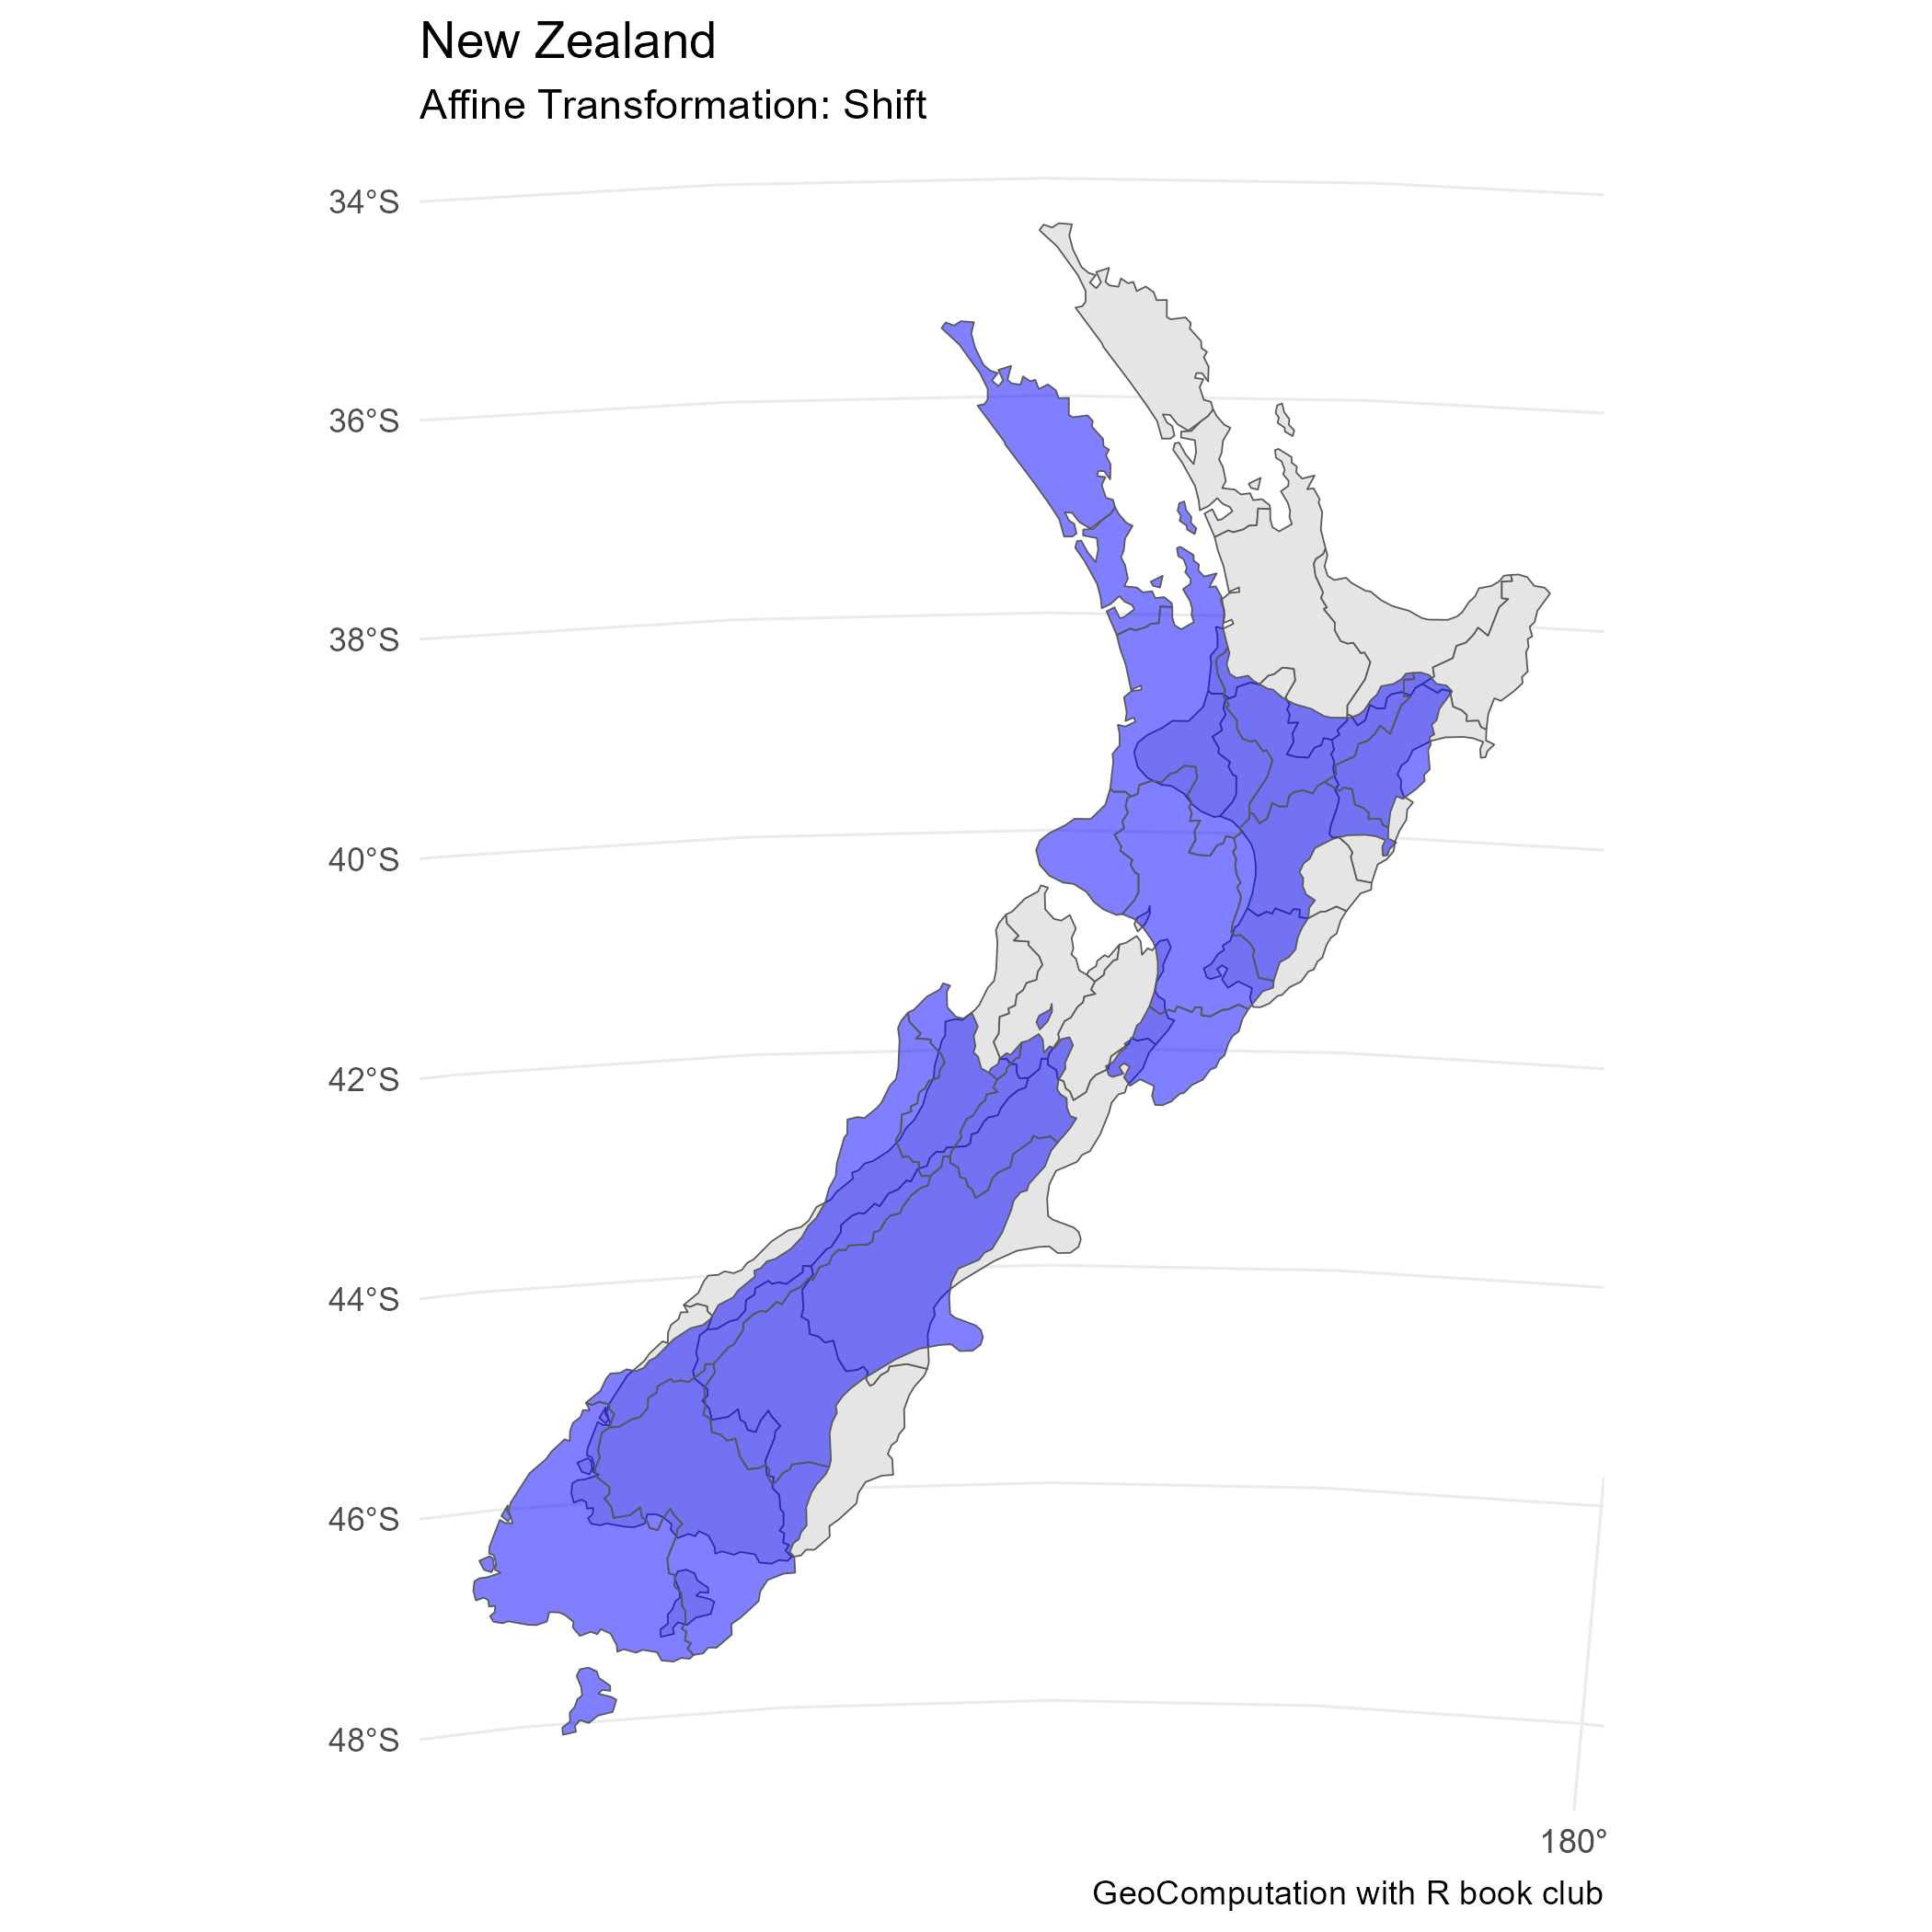 New Zealand
Affine Transformation: Shift
34°S
36°S
38°S
40°S
42°S
44°S
46°S
48°S
180°
GeoComputation with R book club